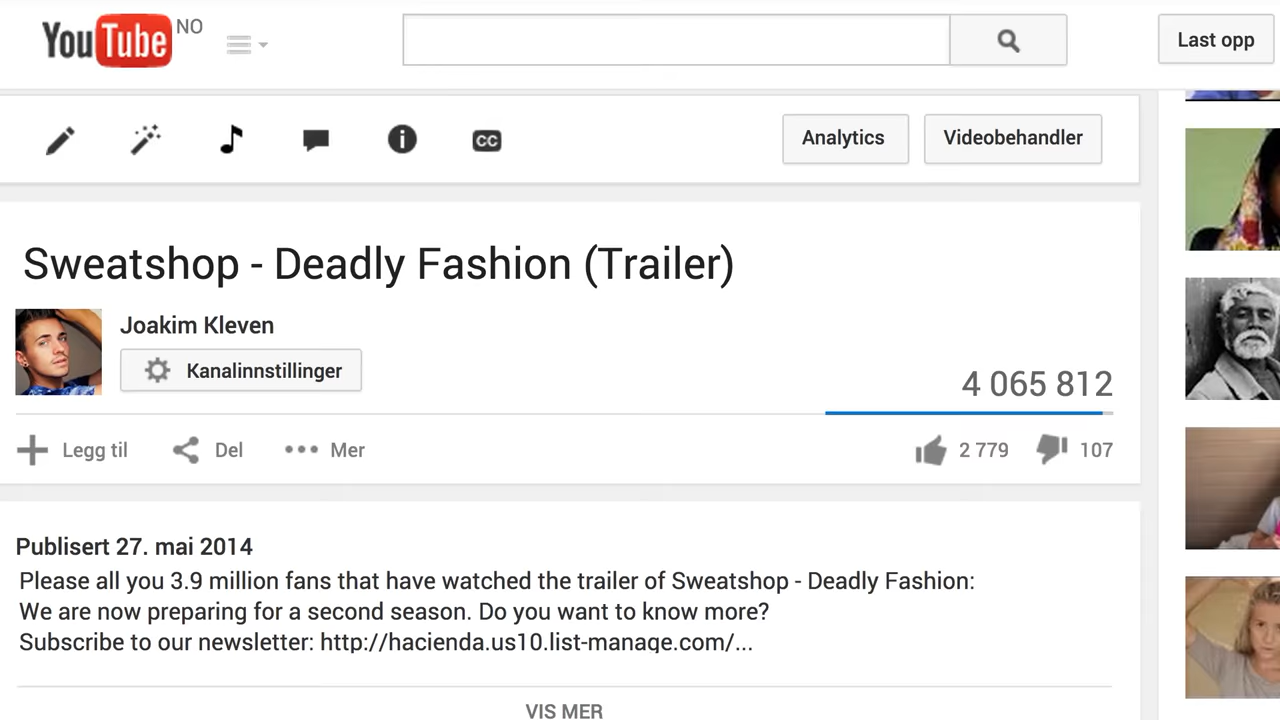 YouTube NO
Last opp
CC
Analytics
Videobehandler
Sweatshop - Deadly Fashion (Trailer)
Joakim Kleven
Kanalinnstillinger
4 065 812
Legg til
Del
Mer
2 779
107
Publisert 27. mai 2014
Please all you 3.9 million fans that have watched the trailer of Sweatshop - Deadly Fashion:
We are now preparing for a second season. Do you want to know more?
Subscribe to our newsletter: http://hacienda.us10.list-manage.com/...
VIS MER